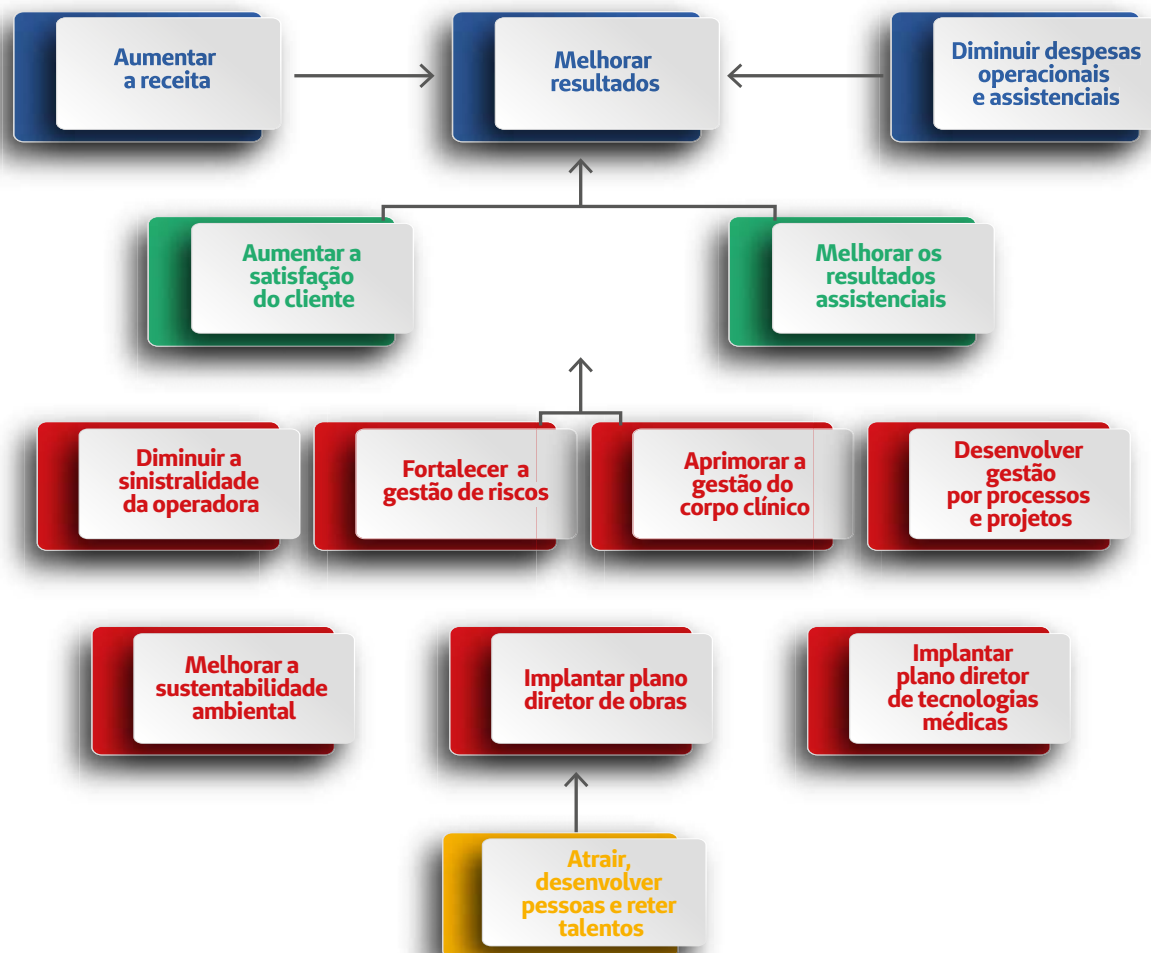 Aumentar
a receita
Melhorar
resultados
Diminuir despesas
operacionais
e assistenciais
Aumentar a
satisfação
do cliente
Melhorar os
resultados
assistenciais
Diminuir a
sinistralidade
da operadora
Fortalecer a
gestão de riscos
Aprimorar a
gestão do
corpo clínico
Desenvolver
gestão
por processos
e projetos
Melhorar a
sustentabilidade
ambiental
Implantar plano
diretor de obras
Implantar
plano diretor
de tecnologias
médicas
Atrair,
desenvolver
pessoas e reter
talentos